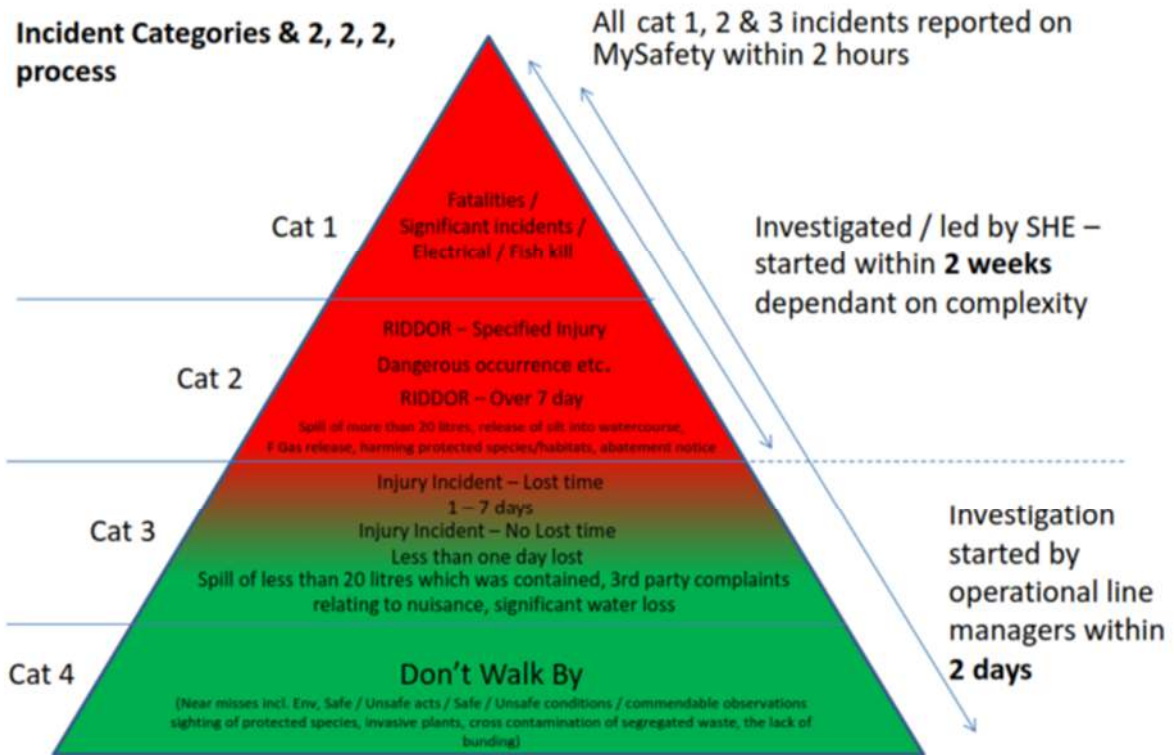 Incident Categories & 2, 2, 2,
process
All cat 1, 2 & 3 incidents reported on
MySafety within 2 hours
Cat 1
Fatalities /
Significant incidents /
Electrical / Fish kill
Investigated / led by SHE –
started within 2 weeks
dependant on complexity
Cat 2
RIDDOR – Specified Injury
Dangerous occurrence etc.
RIDDOR – Over 7 day
Spill of more than 20 litres, release of silt into watercourse,
F Gas release, harming protected species/habitats, abatement notice
Cat 3
Injury Incident – Lost time
1 – 7 days
Injury Incident – No Lost time
Less than one day lost
Spill of less than 20 litres which was contained, 3rd party complaints
relating to nuisance, significant water loss
Investigation
started by
operational line
managers within
2 days
Cat 4
Don't Walk By
(Near misses incl. Env, Safe / Unsafe acts / Safe / Unsafe conditions / commendable observations
sighting of protected species, invasive plants, cross contamination of segregated waste, the lack of
bunding)